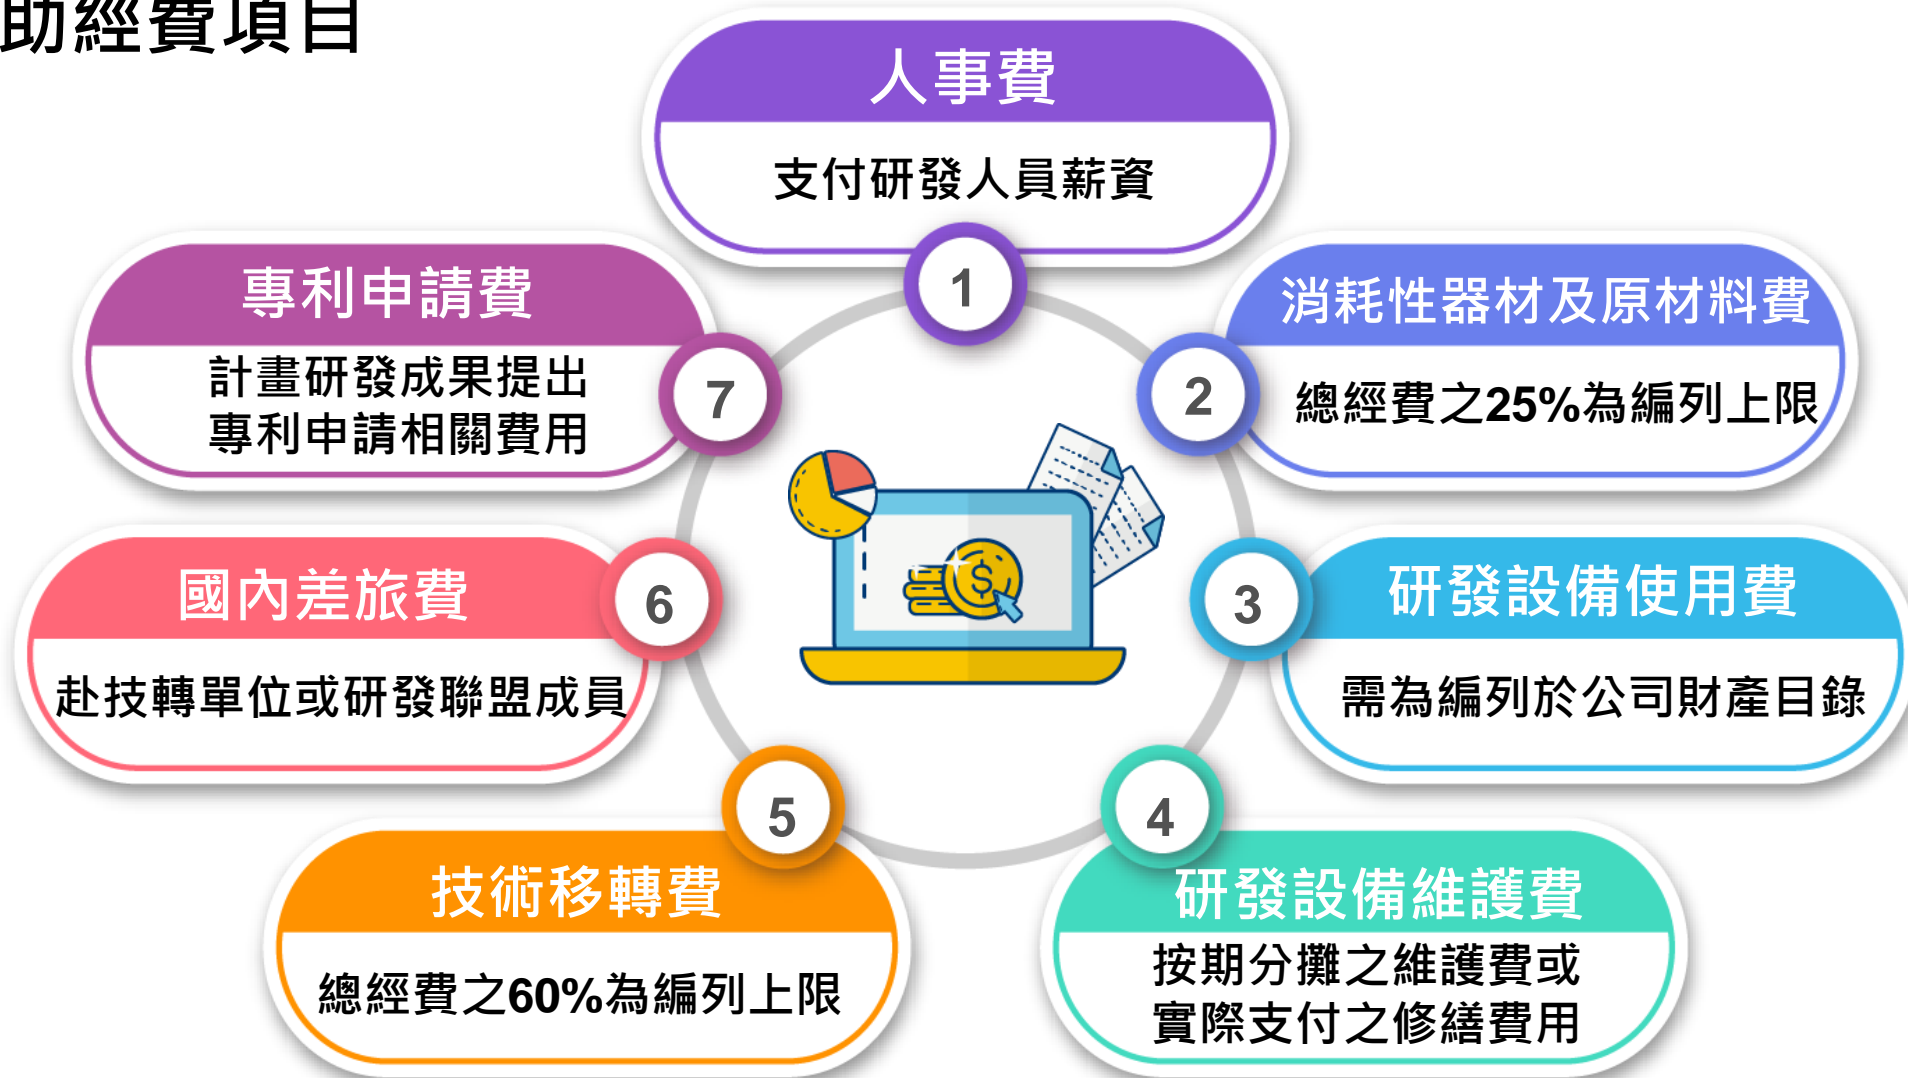 助經費項目
人事費
支付研發人員薪資
1
消耗性器材及原材料費
總經費之25%為編列上限
2
研發設備使用費
需為編列於公司財產目錄
3
研發設備維護費
按期分攤之維護費或
實際支付之修繕費用
4
技術移轉費
總經費之60%為編列上限
5
國內差旅費
赴技轉單位或研發聯盟成員
6
專利申請費
計畫研發成果提出
專利申請相關費用
7
$